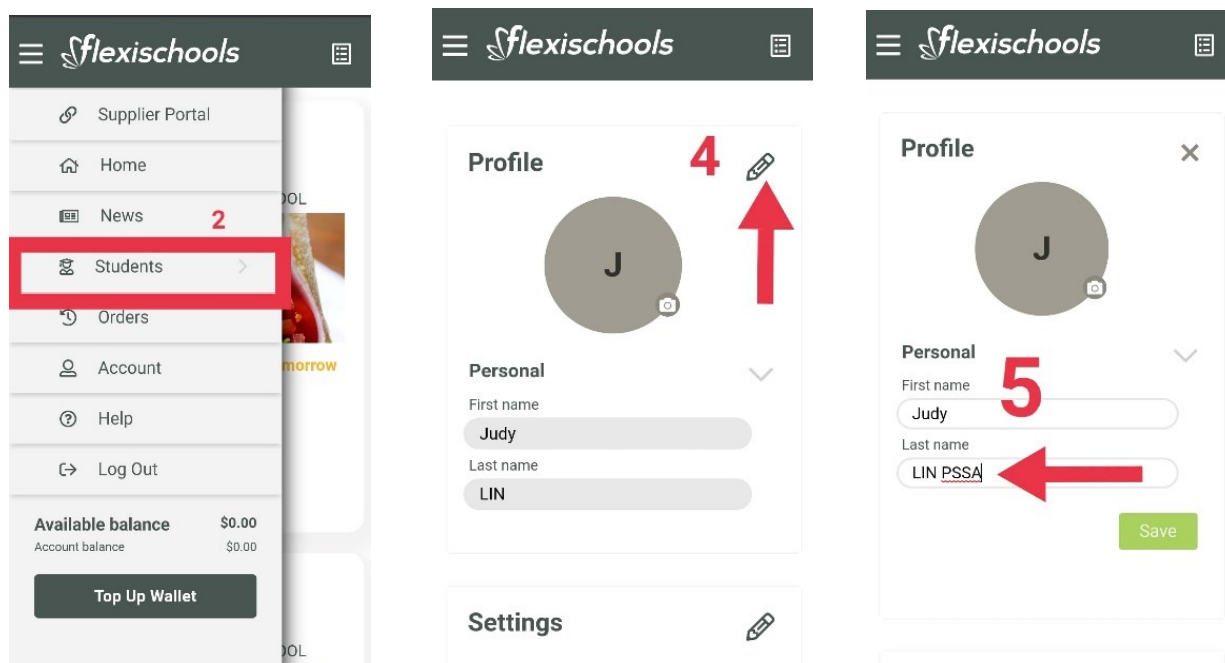 flexischools
Supplier Portal
Home
OOL
News
2
Students
Orders
morrow
Account
Help
Log Out
Available balance $0.00
Account balance $0.00
Top Up Wallet
OOL
flexischools
Profile
4
J
Personal
First name
Judy
Last name
LIN
Settings
flexischools
Profile
J
Personal
5
First name
Judy
Last name
LIN PSSA
Save